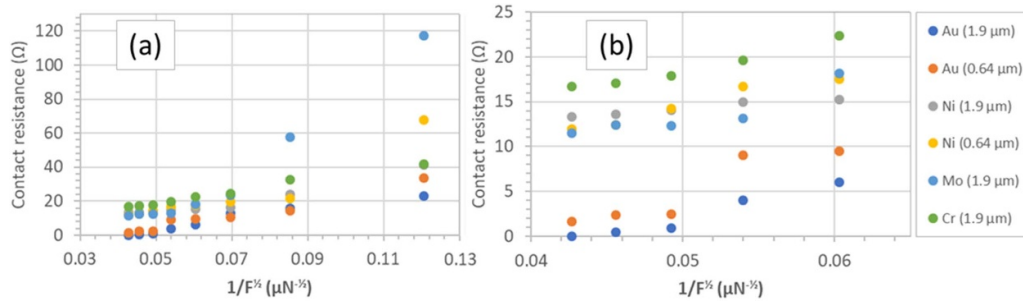 (a)
Contact resistance (Ω)
120
100
80
60
40
20
0
0.03
0.05
0.07
0.09
0.11
0.13
1/F½ (µN⁻½)
(b)
Contact resistance (Ω)
25
20
15
10
5
0
0.04
0.05
0.06
1/F½ (µN⁻½)
Au (1.9 µm)
Au (0.64 µm)
Ni (1.9 µm)
Ni (0.64 µm)
Mo (1.9 µm)
Cr (1.9 µm)